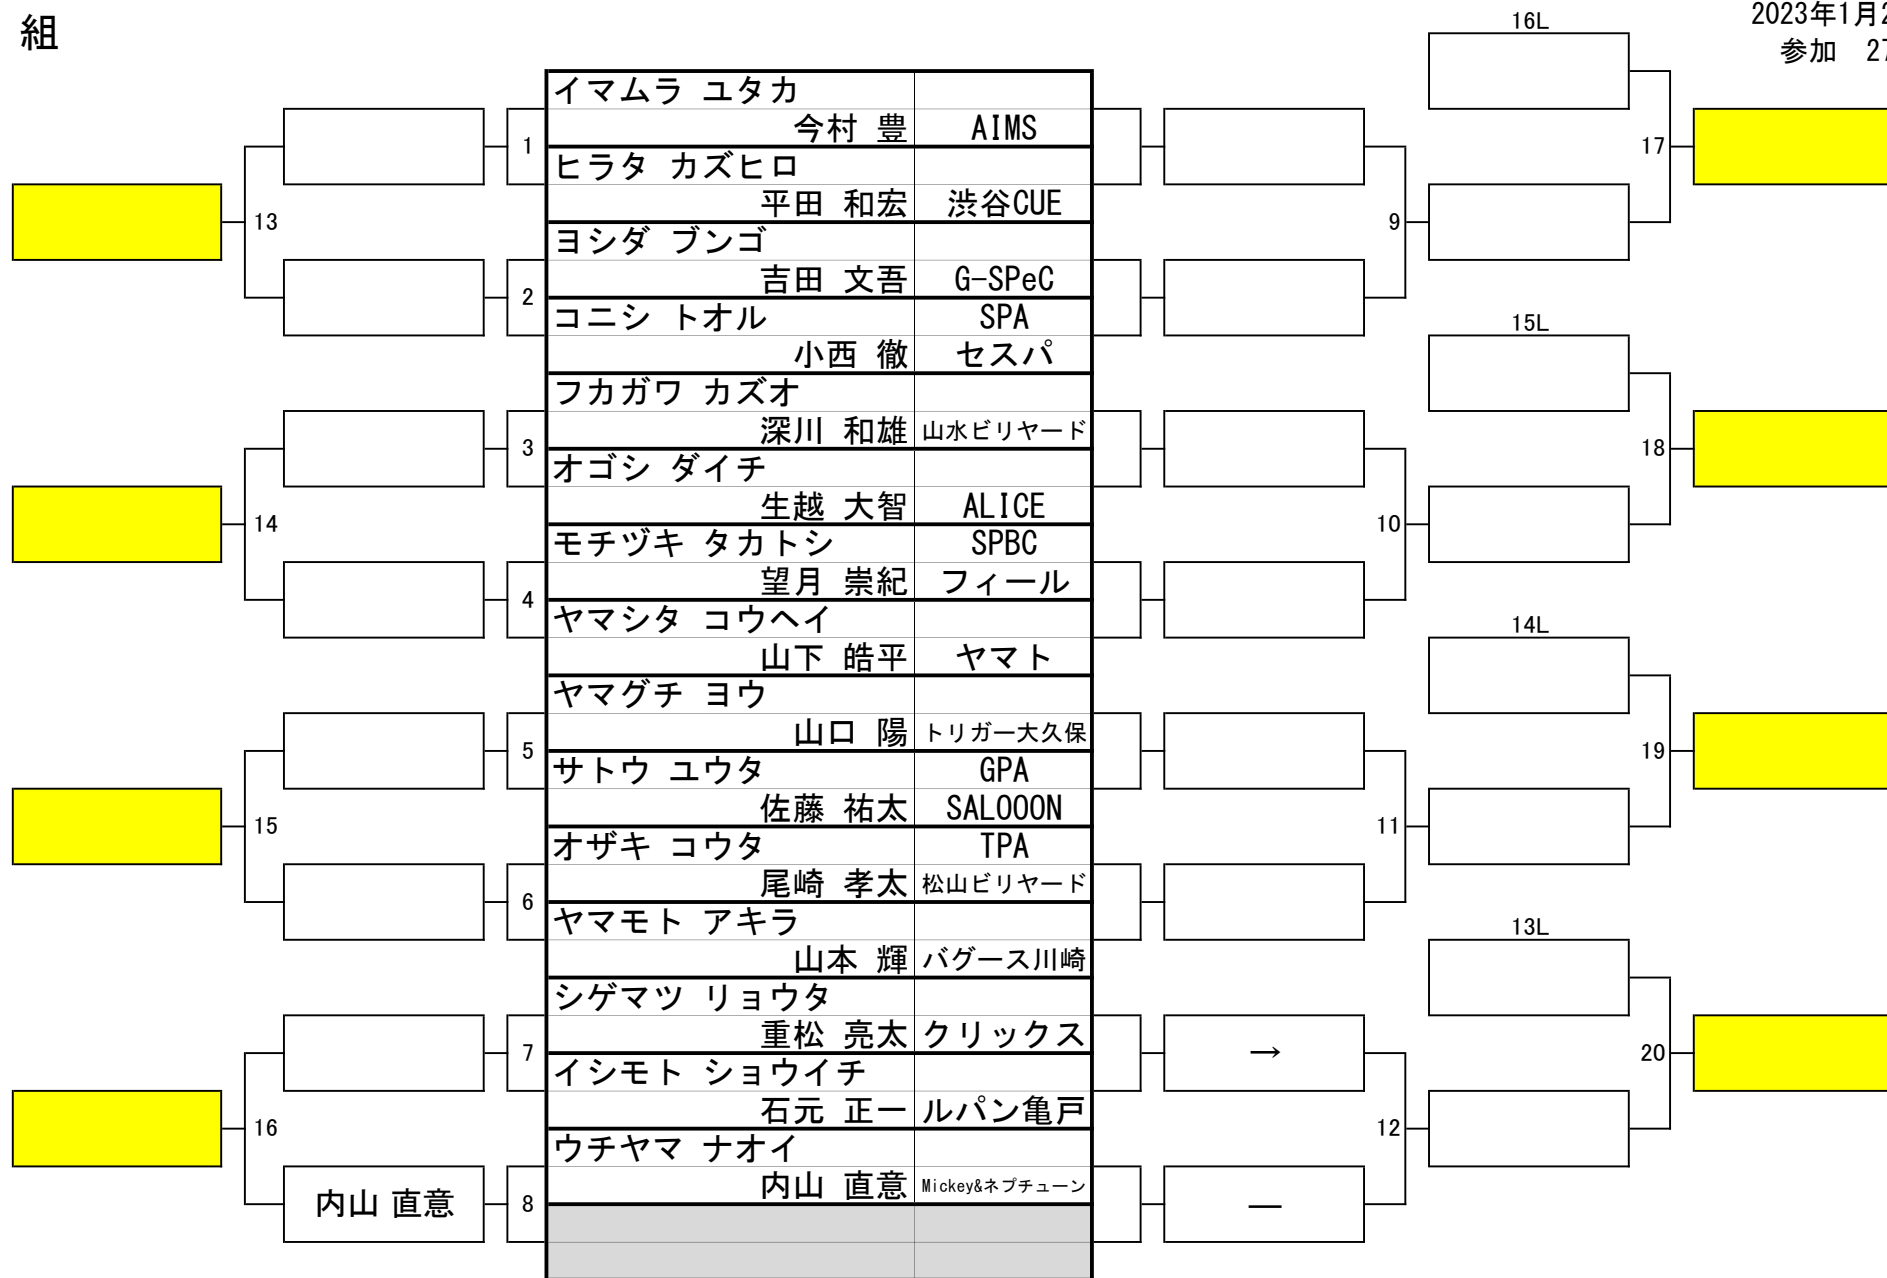 組
2023年1月2
参加 27
16L
イマムラ ユタカ
今村 豊 AIMS
1
17
ヒラタ カズヒロ
平田 和宏 渋谷CUE
13
9
ヨシダ ブンゴ
吉田 文吾 G-SPeC
2
コニシ トオル SPA
15L
小西 徹 セスパ
フカガワ カズオ
深川 和雄 山水ビリヤード
3
18
オゴシ ダイチ
生越 大智 ALICE
14
10
モチヅキ タカトシ SPBC
望月 崇紀 フィール
4
ヤマシタ コウヘイ
14L
山下 皓平 ヤマト
ヤマグチ ヨウ
山口 陽 トリガー大久保
5
19
サトウ ユウタ GPA
佐藤 祐太 SALOOON
15
11
オザキ コウタ TPA
尾崎 孝太 松山ビリヤード
6
ヤマモト アキラ
13L
山本 輝 バグース川崎
シゲマツ リョウタ
重松 亮太 クリックス
7
→
20
イシモト ショウイチ
石元 正一 ルパン亀戸
16
12
ウチヤマ ナオイ
内山 直意 Mickey&ネプチューン
内山 直意
8
―